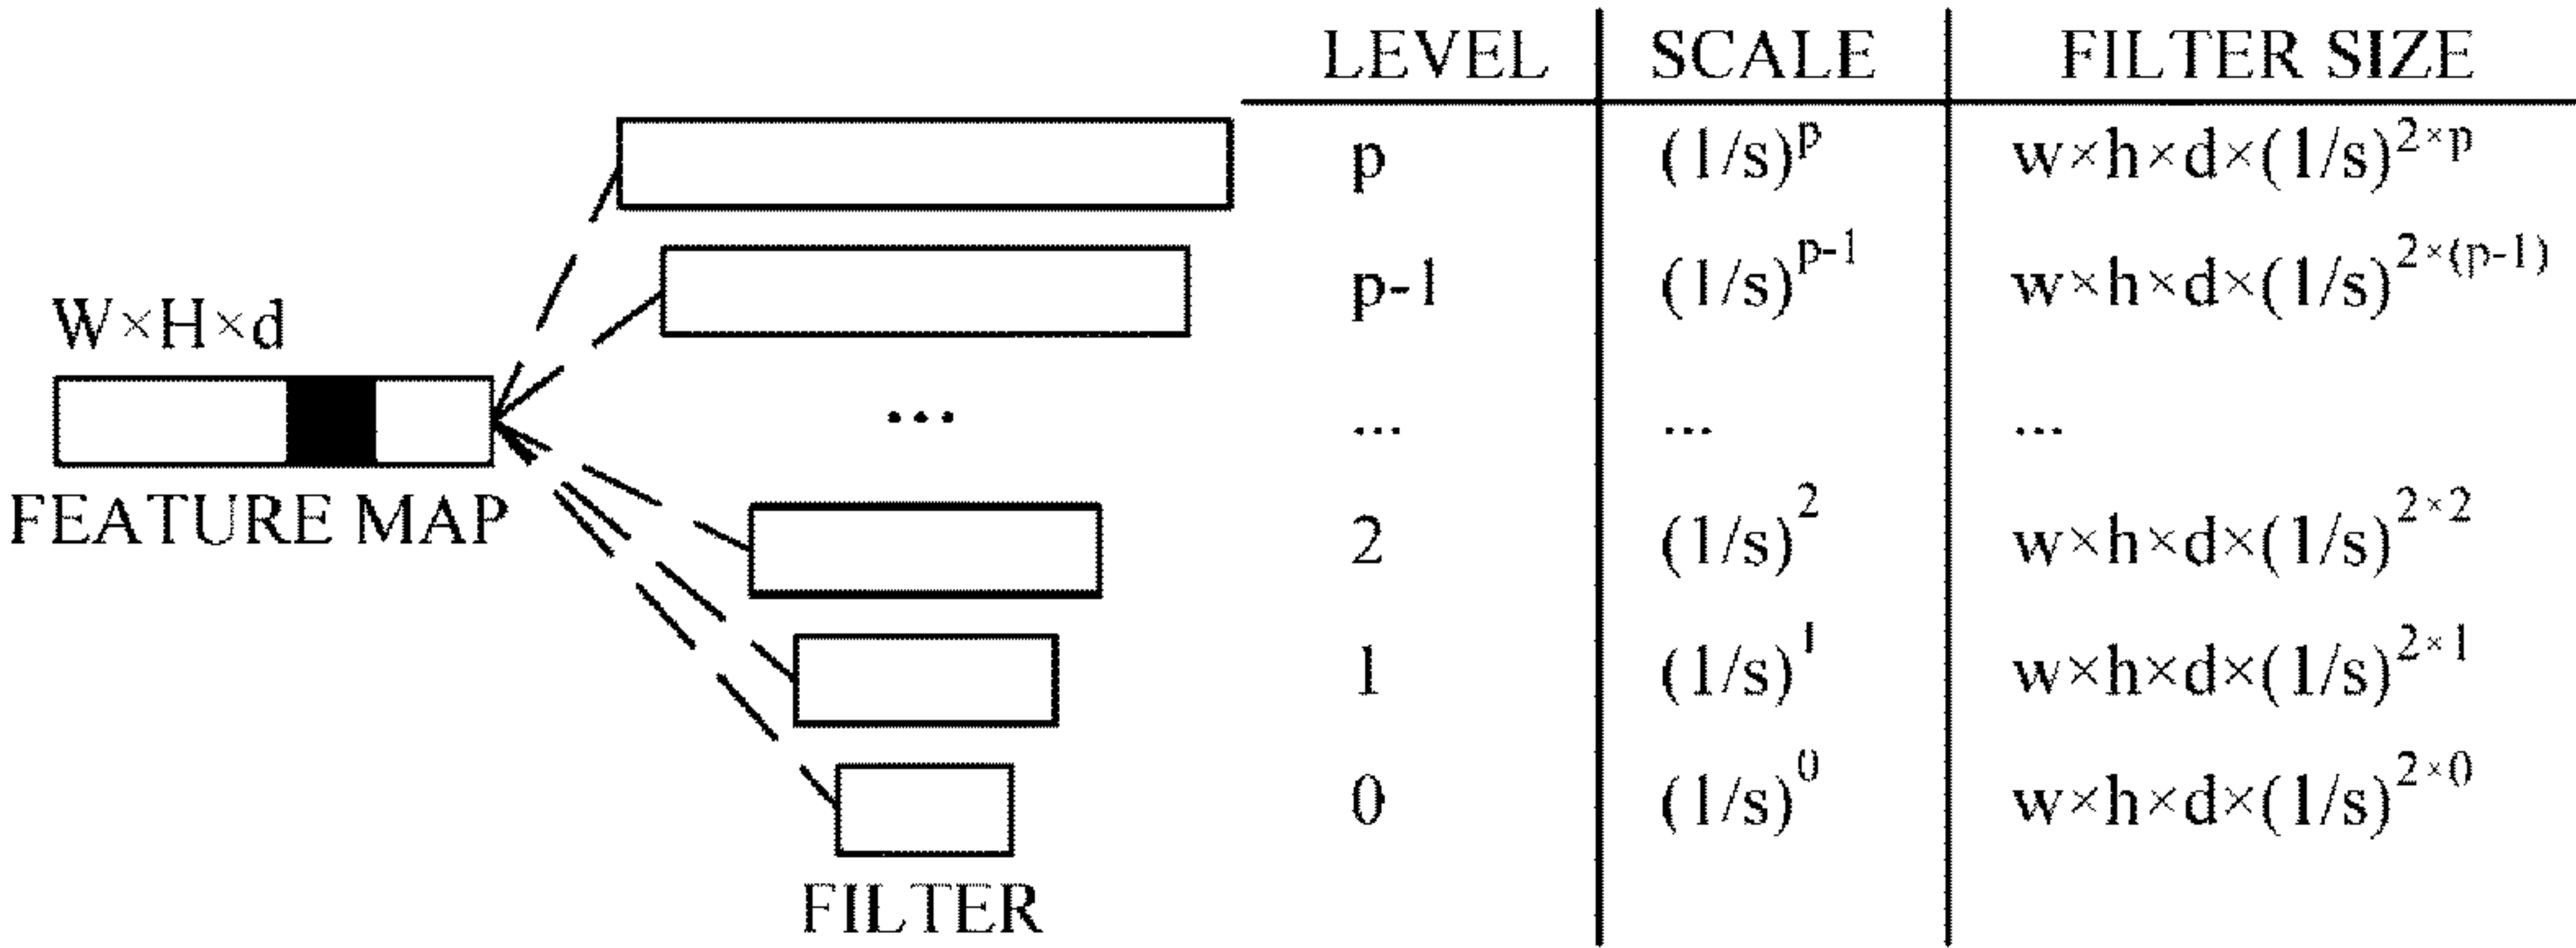 LEVEL SCALE FILTER SIZE
p (1/s)^p w×h×d×(1/s)^2×p
p-1 (1/s)^p-1 w×h×d×(1/s)^2×(p-1)
W×H×d
... ... ... ...
FEATURE MAP
2 (1/s)^2 w×h×d×(1/s)^2×2
1 (1/s)^1 w×h×d×(1/s)^2×1
0 (1/s)^0 w×h×d×(1/s)^2×0
FILTER